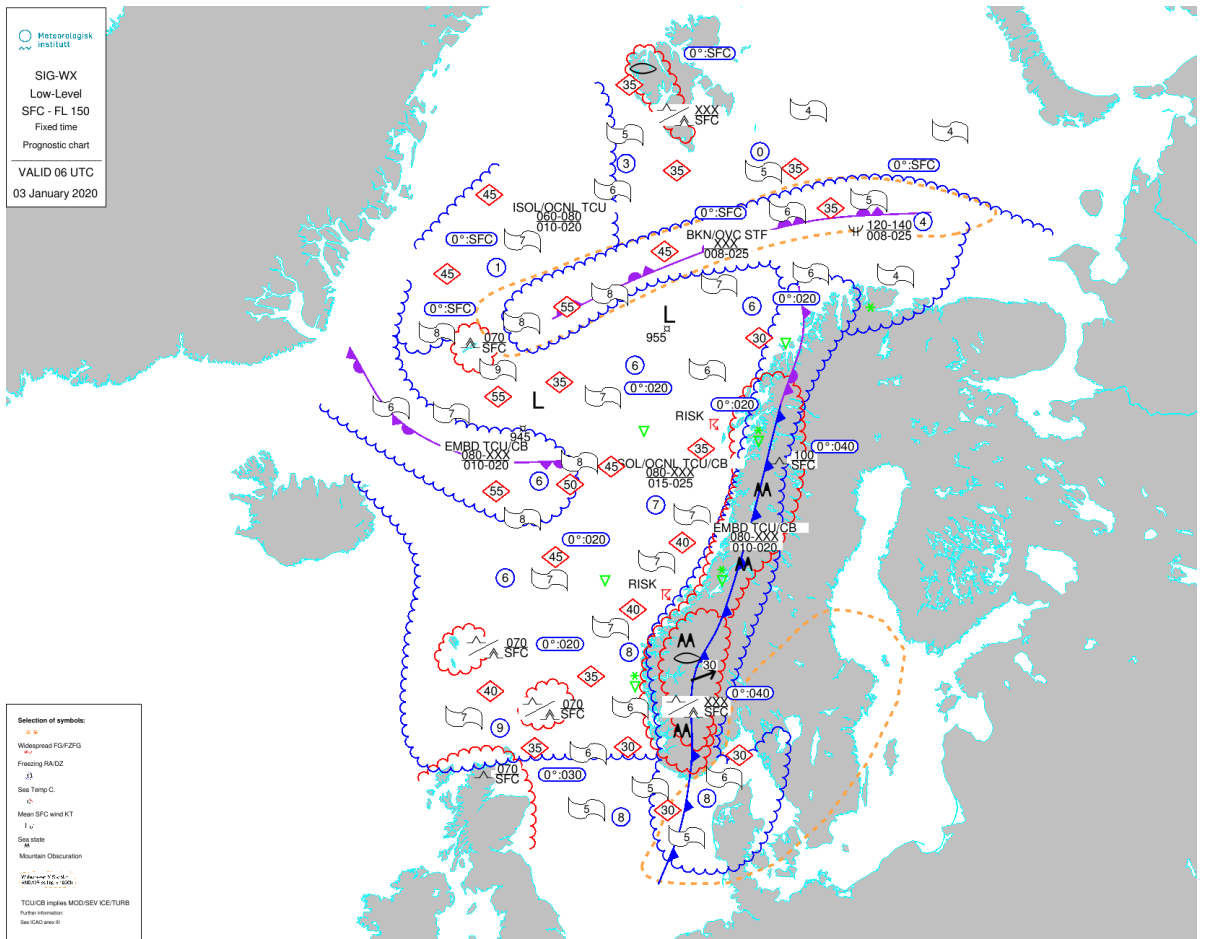 Meteorologisk
institutt
SIG-WX
Low-Level
SFC - FL 150
Fixed time
Prognostic chart
VALID 06 UTC
03 January 2020
0°:SFC
35
XXX
SFC
4
5
4
3
0
35
5
35
0°:SFC
45
6
5
ISOL/OCNL TCU
060-080
010-020
0°:SFC
6
35
4
120-140
008-025
7
0°:SFC
BKN/OVC STF
XXX
008-025
45
1
45
6
4
7
8
0°:020
0°:SFC
55
6
L
955
8
8
070
SFC
30
9
6
0°:020
6
35
55
7
L
945
6
7
0°:020
RISK
EMBD TCU/CB
080-XXX
010-020
8
45
SOL/OCNL TCU/CB
080-XXX
015-025
35
0°:040
100
SFC
6
50
55
7
8
7
EMBD TCU/CB
080-XXX
010-020
0°:020
45
40
6
7
7
RISK
40
7
070
SFC
0°:020
8
30
35
40
0°:040
070
SFC
XXX
SFC
7
9
6
35
6
30
30
070
SFC
0°:030
6
5
5
8
8
30
5
Selection of symbols:
Widespread FG/FZFG
Freezing RA/DZ
Sea Temp C.
Mean SFC wind KT
Sea state
Mountain Obscuration
TCU/CB implies MOD/SEV ICE/TURB
Further information:
See ICAO area III